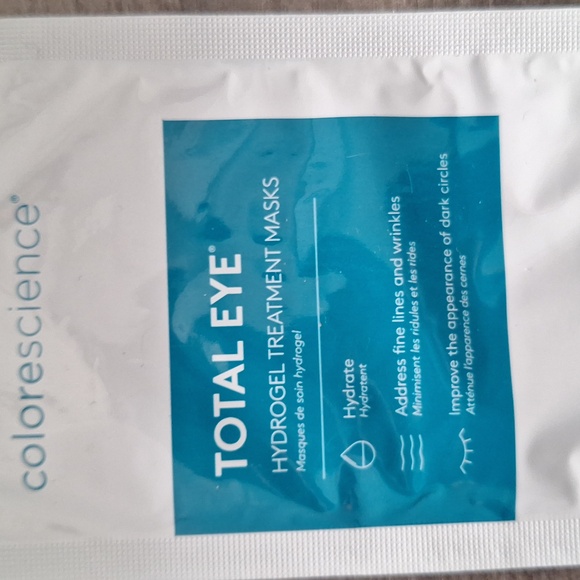 colorescience®
TOTAL EYE®
HYDROGEL TREATMENT MASKS
Masques de soin hydrogel
Hydrate
Hydratent
Address fine lines and wrinkles
Minimisent les ridules et les rides
Improve the appearance of dark circles
Atténue l'apparence des cernes